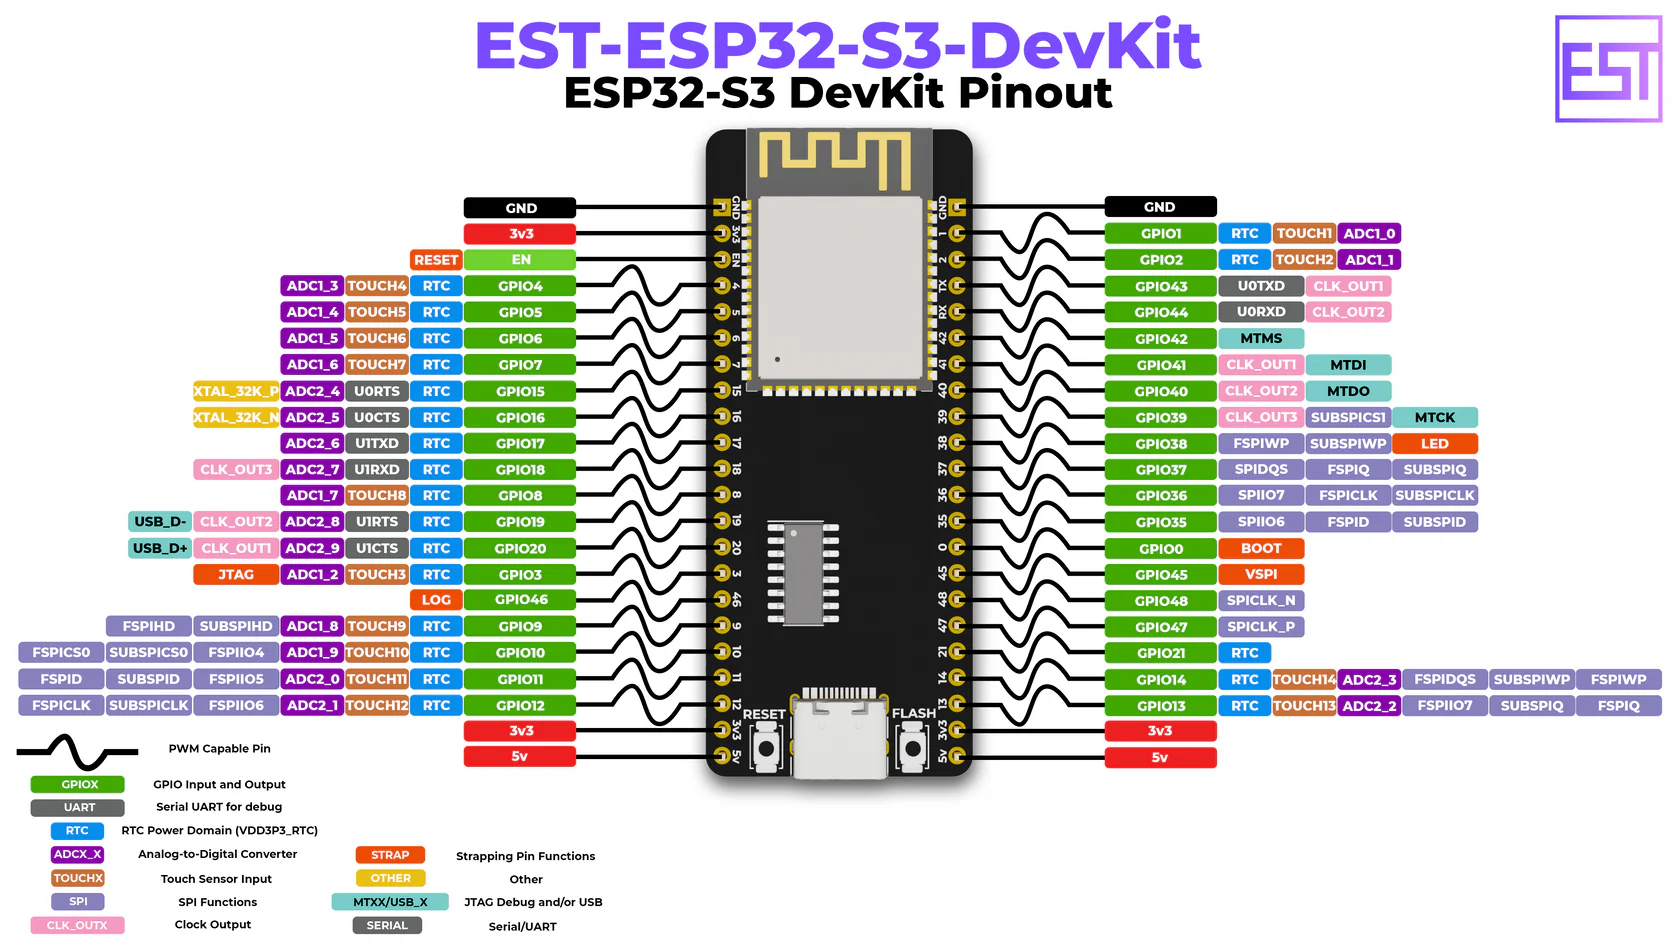 EST-ESP32-S3-DevKit
ESP32-S3 DevKit Pinout
EST
GND
3v3
RESET EN
ADC1_3 TOUCH4 RTC GPIO4
ADC1_4 TOUCH5 RTC GPIO5
ADC1_5 TOUCH6 RTC GPIO6
ADC1_6 TOUCH7 RTC GPIO7
XTAL_32K_P ADC2_4 U0RTS RTC GPIO15
XTAL_32K_N ADC2_5 U0CTS RTC GPIO16
ADC2_6 U1TXD RTC GPIO17
CLK_OUT3 ADC2_7 U1RXD RTC GPIO18
ADC1_7 TOUCH8 RTC GPIO8
USB_D- CLK_OUT2 ADC2_8 U1RTS RTC GPIO19
USB_D+ CLK_OUT1 ADC2_9 U1CTS RTC GPIO20
JTAG ADC1_2 TOUCH3 RTC GPIO3
LOG GPIO46
FSPIHD SUBSPIHD ADC1_8 TOUCH9 RTC GPIO9
FSPICS0 SUBSPICS0 FSPIIO4 ADC1_9 TOUCH10 RTC GPIO10
FSPID SUBSPID FSPIIO5 ADC2_0 TOUCH11 RTC GPIO11
FSPICLK SUBSPICLK FSPIIO6 ADC2_1 TOUCH12 RTC GPIO12
3v3
5v
GND
3v3
EN
4
5
6
7
15
16
17
18
8
19
20
3
46
9
10
11
12
3v3
5v
RESET
FLASH
GND
1
2
TX
RX
42
41
40
39
38
37
36
35
0
45
48
47
21
14
13
3v3
5v
GND
GPIO1 RTC TOUCH1 ADC1_0
GPIO2 RTC TOUCH2 ADC1_1
GPIO43 U0TXD CLK_OUT1
GPIO44 U0RXD CLK_OUT2
GPIO42 MTMS
GPIO41 CLK_OUT1 MTDI
GPIO40 CLK_OUT2 MTDO
GPIO39 CLK_OUT3 SUBSPICS1 MTCK
GPIO38 FSPIWP SUBSPIWP LED
GPIO37 SPIDQS FSPIQ SUBSPIQ
GPIO36 SPIIO7 FSPICLK SUBSPICLK
GPIO35 SPIIO6 FSPID SUBSPID
GPIO0 BOOT
GPIO45 VSPI
GPIO48 SPICLK_N
GPIO47 SPICLK_P
GPIO21 RTC
GPIO14 RTC TOUCH14 ADC2_3 FSPIDQS SUBSPIWP FSPIWP
GPIO13 RTC TOUCH13 ADC2_2 FSPIIO7 SUBSPIQ FSPIQ
3v3
5v
PWM Capable Pin
GPIOX GPIO Input and Output
UART Serial UART for debug
RTC RTC Power Domain (VDD3P3_RTC)
ADCX_X Analog-to-Digital Converter
TOUCHX Touch Sensor Input
SPI SPI Functions
CLK_OUTX Clock Output
STRAP Strapping Pin Functions
OTHER Other
MTXX/USB_X JTAG Debug and/or USB
SERIAL Serial/UART